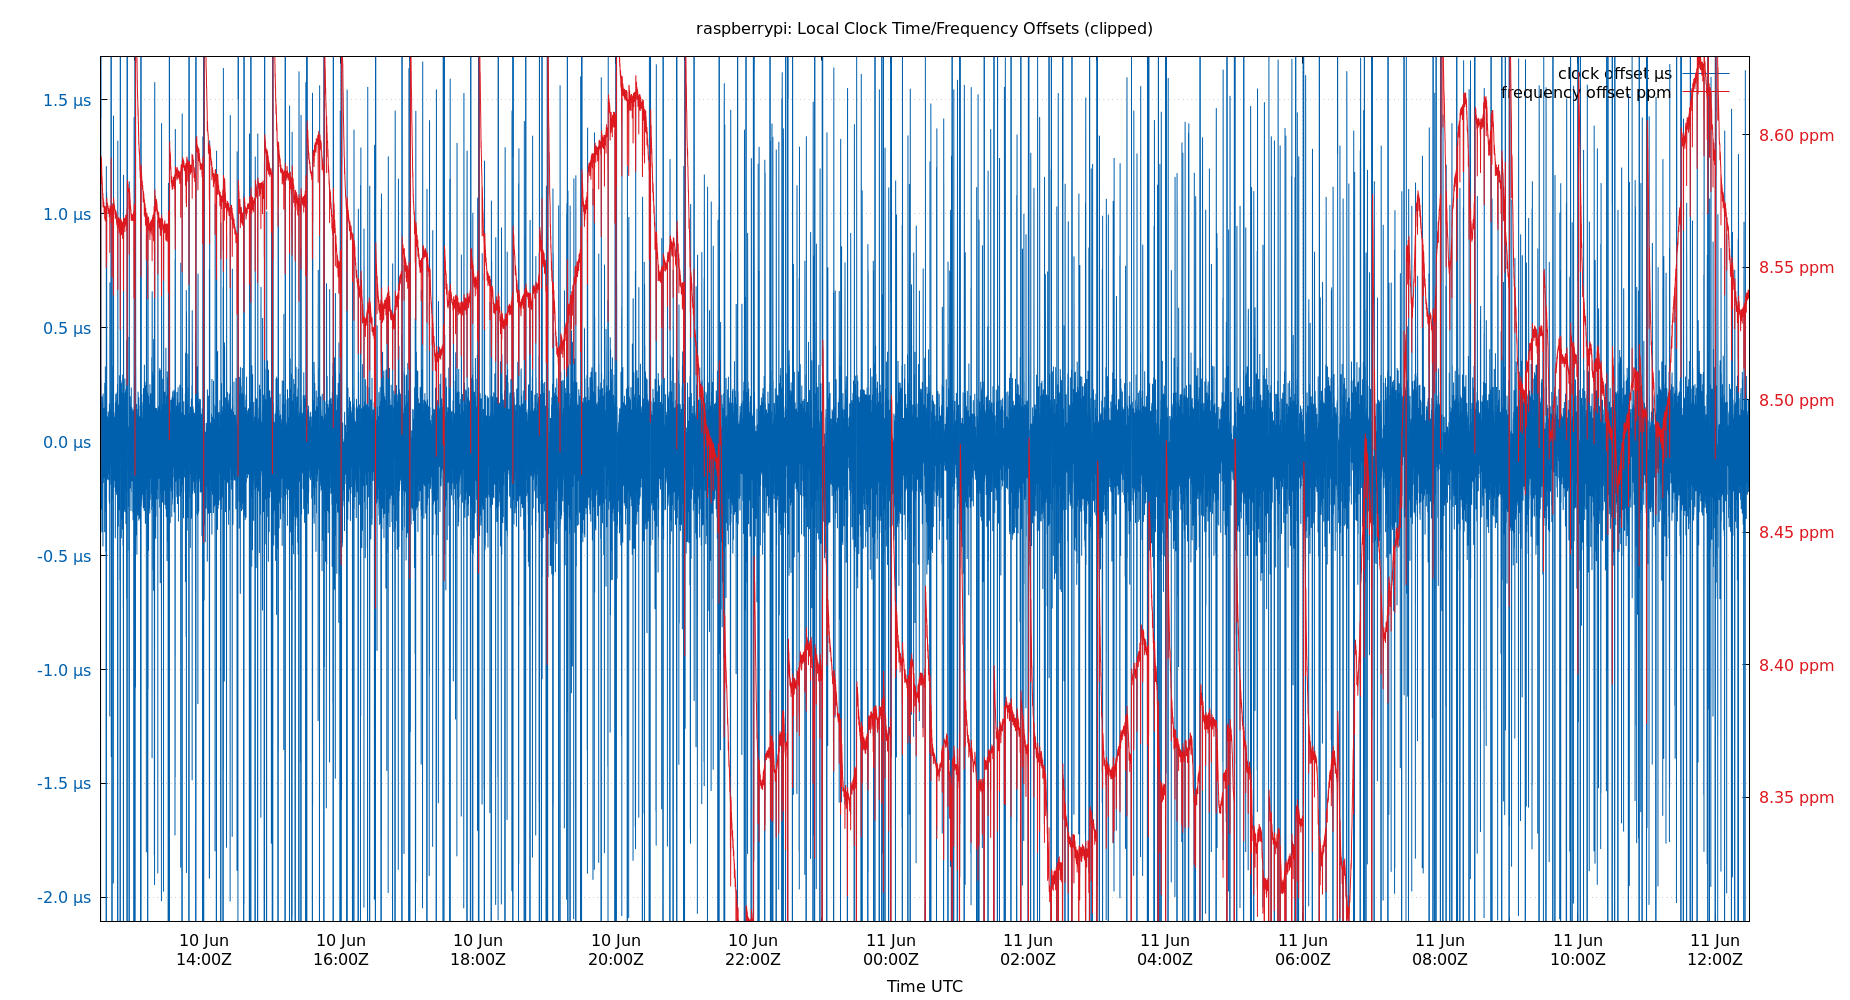 raspberrypi: Local Clock Time/Frequency Offsets (clipped)
clock offset µs
frequency offset ppm
1.5 µs
1.0 µs
0.5 µs
0.0 µs
-0.5 µs
-1.0 µs
-1.5 µs
-2.0 µs
8.60 ppm
8.55 ppm
8.50 ppm
8.45 ppm
8.40 ppm
8.35 ppm
10 Jun 10 Jun 10 Jun 10 Jun 10 Jun 11 Jun 11 Jun 11 Jun 11 Jun 11 Jun 11 Jun 11 Jun
14:00Z 16:00Z 18:00Z 20:00Z 22:00Z 00:00Z 02:00Z 04:00Z 06:00Z 08:00Z 10:00Z 12:00Z
Time UTC